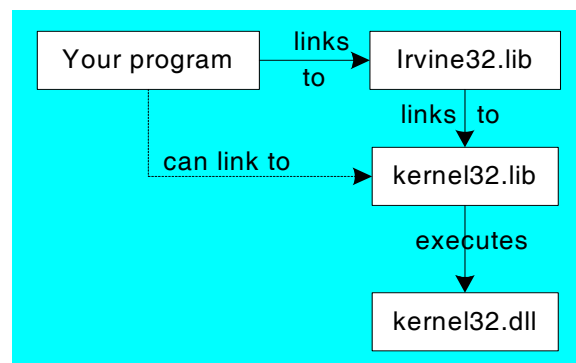 links
Your program
Irvine32.lib
to
links to
can link to
kernel32.lib
executes
kernel32.dll